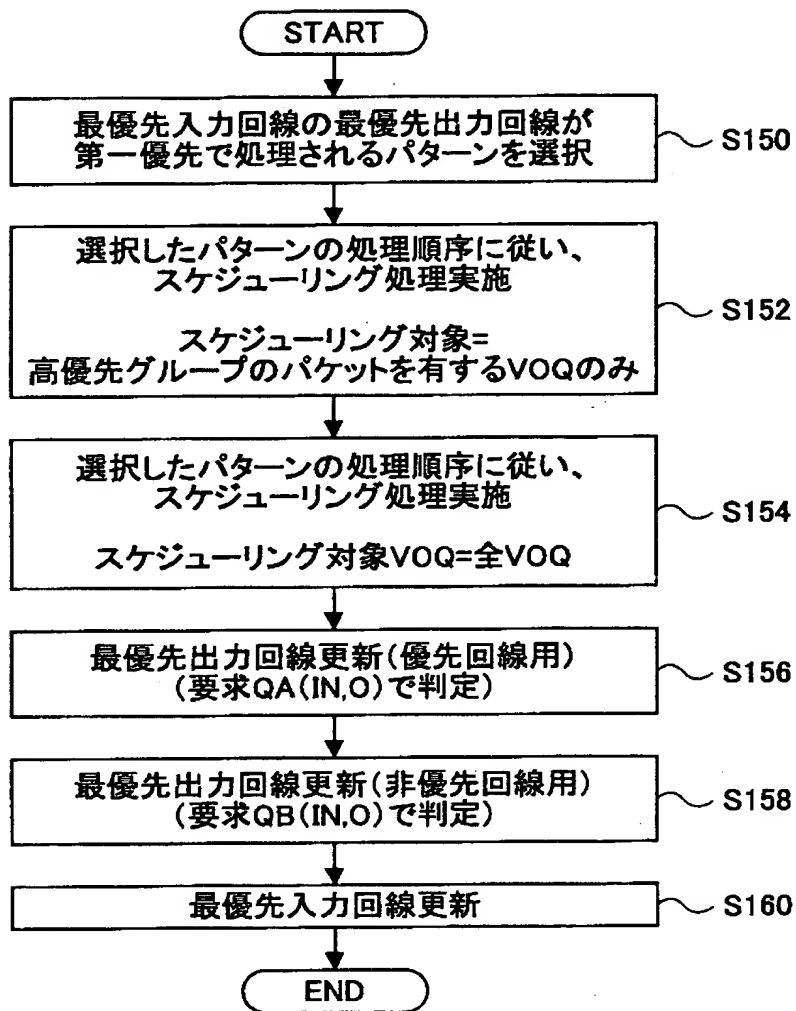 START
最優先入力回線の最優先出力回線が
第一優先で処理されるパターンを選択
S150
選択したパターンの処理順序に従い、
スケジューリング処理実施
スケジューリング対象=
高優先グループのパケットを有するVOQのみ
S152
選択したパターンの処理順序に従い、
スケジューリング処理実施
スケジューリング対象VOQ=全VOQ
S154
最優先出力回線更新(優先回線用)
(要求QA(IN,O)で判定)
S156
最優先出力回線更新(非優先回線用)
(要求QB(IN,O)で判定)
S158
最優先入力回線更新
S160
END